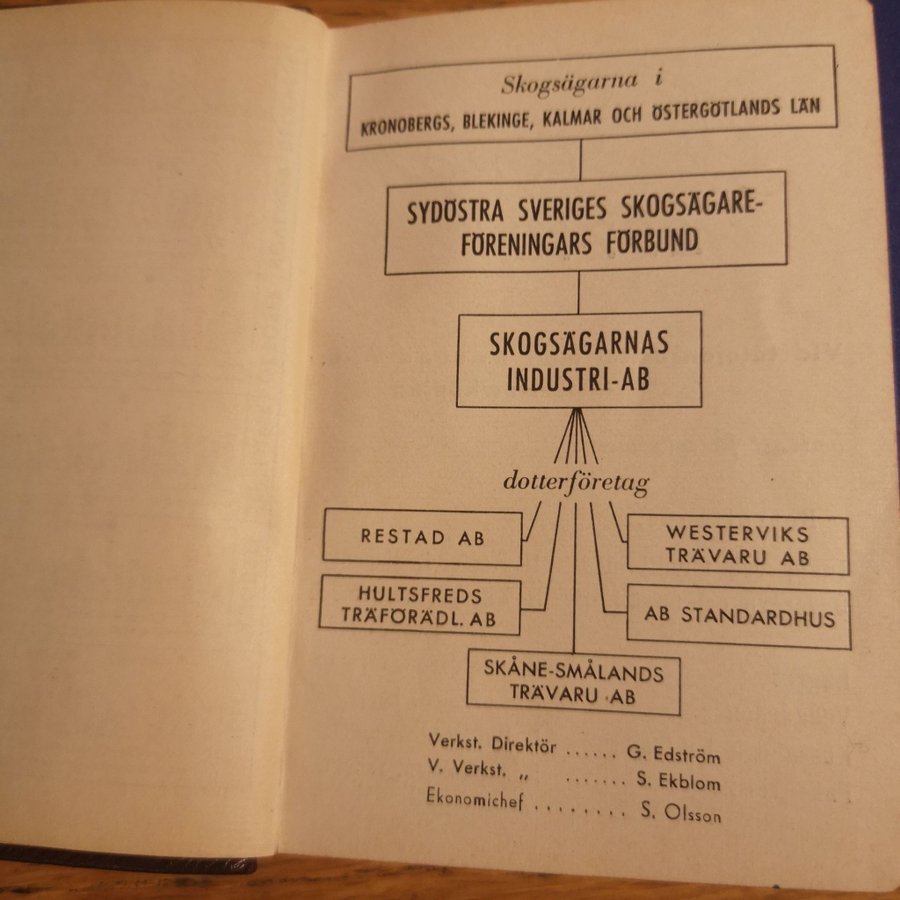 Skogsägarna i
KRONOBERGS, BLEKINGE, KALMAR OCH ÖSTERGÖTLANDS LÄN
SYDÖSTRA SVERIGES SKOGSÄGARE-
FÖRENINGARS FÖRBUND
SKOGSÄGARNAS
INDUSTRI-AB
dotterföretag
RESTAD AB
WESTERVIKS
TRÄVARU AB
HULTSFREDS
TRÄFÖRÄDL. AB
AB STANDARDHUS
SKÅNE-SMÅLANDS
TRÄVARU AB
Verkst. Direktör ...... G. Edström
V. Verkst. „ ....... S. Ekblom
Ekonomichef ........ S. Olsson